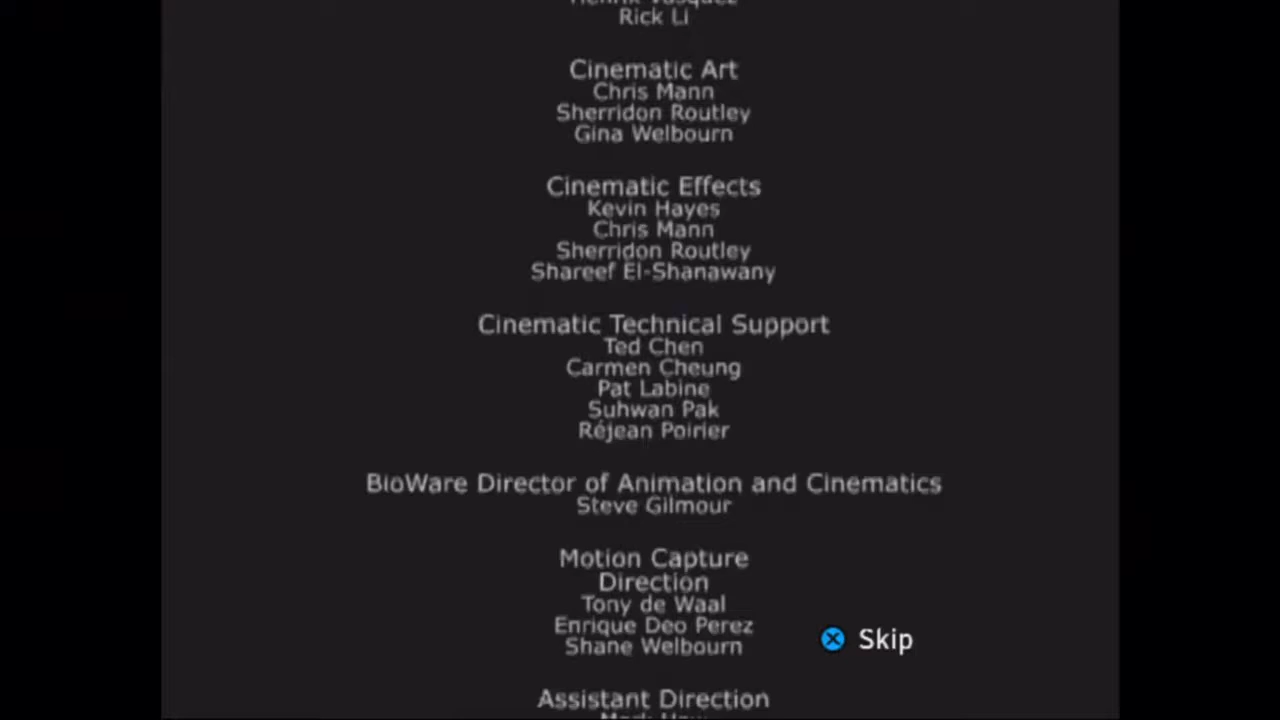 Rick Li
Cinematic Art
Chris Mann
Sherridon Routley
Gina Welbourn
Cinematic Effects
Kevin Hayes
Chris Mann
Sherridon Routley
Shareef El-Shanawany
Cinematic Technical Support
Ted Chen
Carmen Cheung
Pat Labine
Suhwan Pak
Réjean Poirier
BioWare Director of Animation and Cinematics
Steve Gilmour
Motion Capture
Direction
Tony de Waal
Enrique Deo Perez
Shane Welbourn
Skip
Assistant Direction